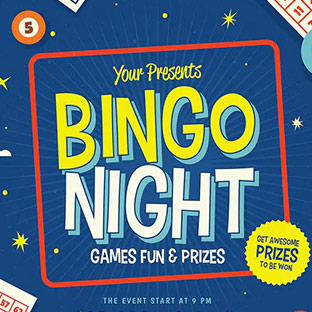 5
Your Presents
BINGO
NIGHT
GAMES FUN & PRIZES
GET AWESOME
PRIZES
TO BE WON
THE EVENT START AT 9 PM